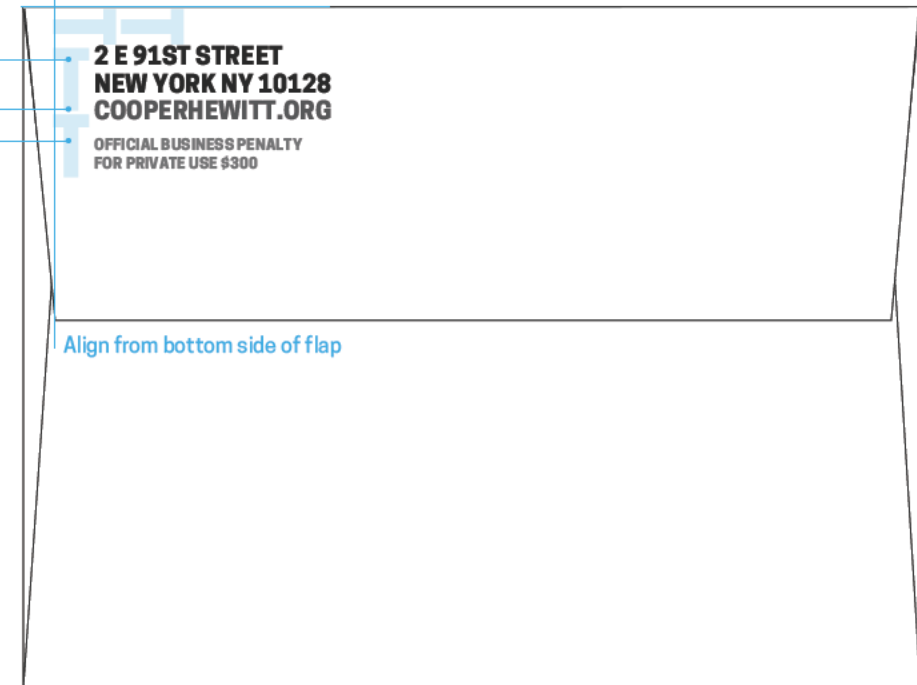 2 E 91ST STREET
NEW YORK NY 10128
COOPERHEWITT.ORG
OFFICIAL BUSINESS PENALTY
FOR PRIVATE USE $300
Align from bottom side of flap